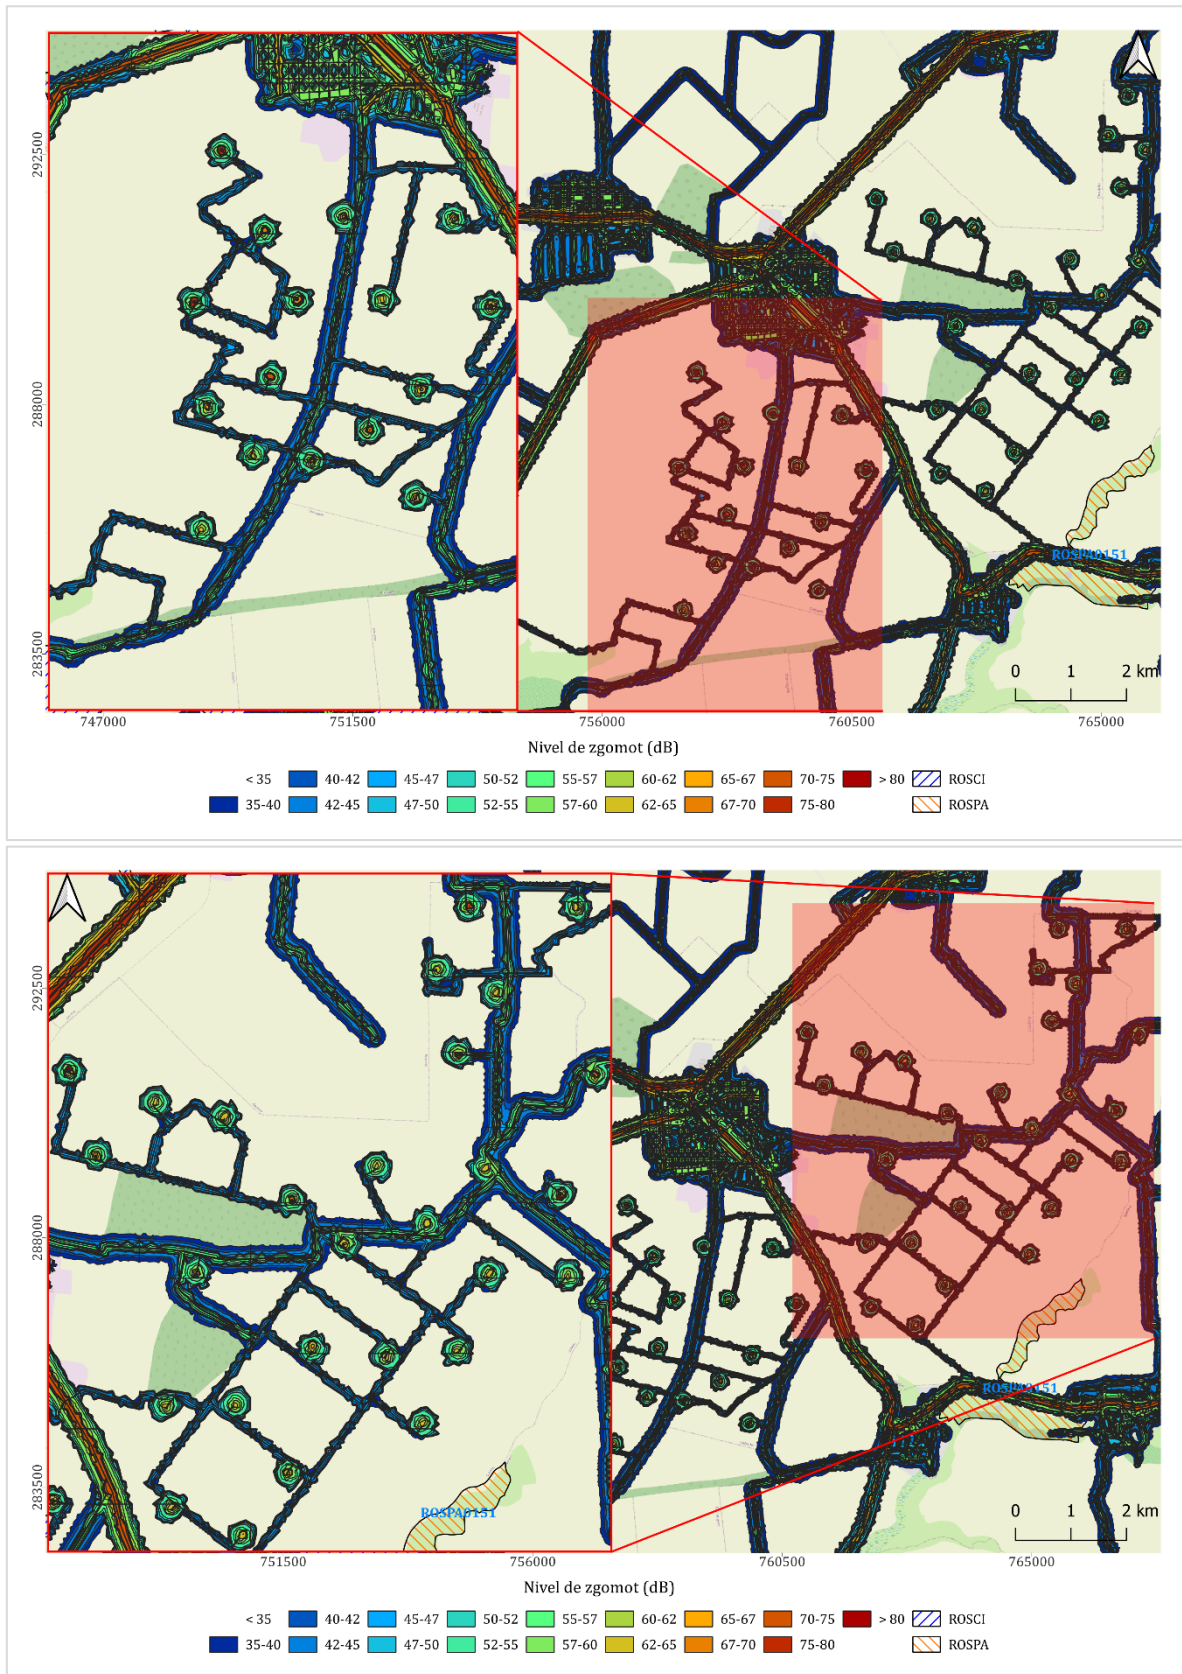 292500
288000
283500
ROSPA0151
0 1 2 km
747000 751500 756000 760500 765000
Nivel de zgomot (dB)
< 35 40-42 45-47 50-52 55-57 60-62 65-67 70-75 > 80 ROSCI
35-40 42-45 47-50 52-55 57-60 62-65 67-70 75-80 ROSPA
292500
288000
283500
ROSPA0151
ROSPA0151
0 1 2 km
751500 756000 760500 765000
Nivel de zgomot (dB)
< 35 40-42 45-47 50-52 55-57 60-62 65-67 70-75 > 80 ROSCI
35-40 42-45 47-50 52-55 57-60 62-65 67-70 75-80 ROSPA